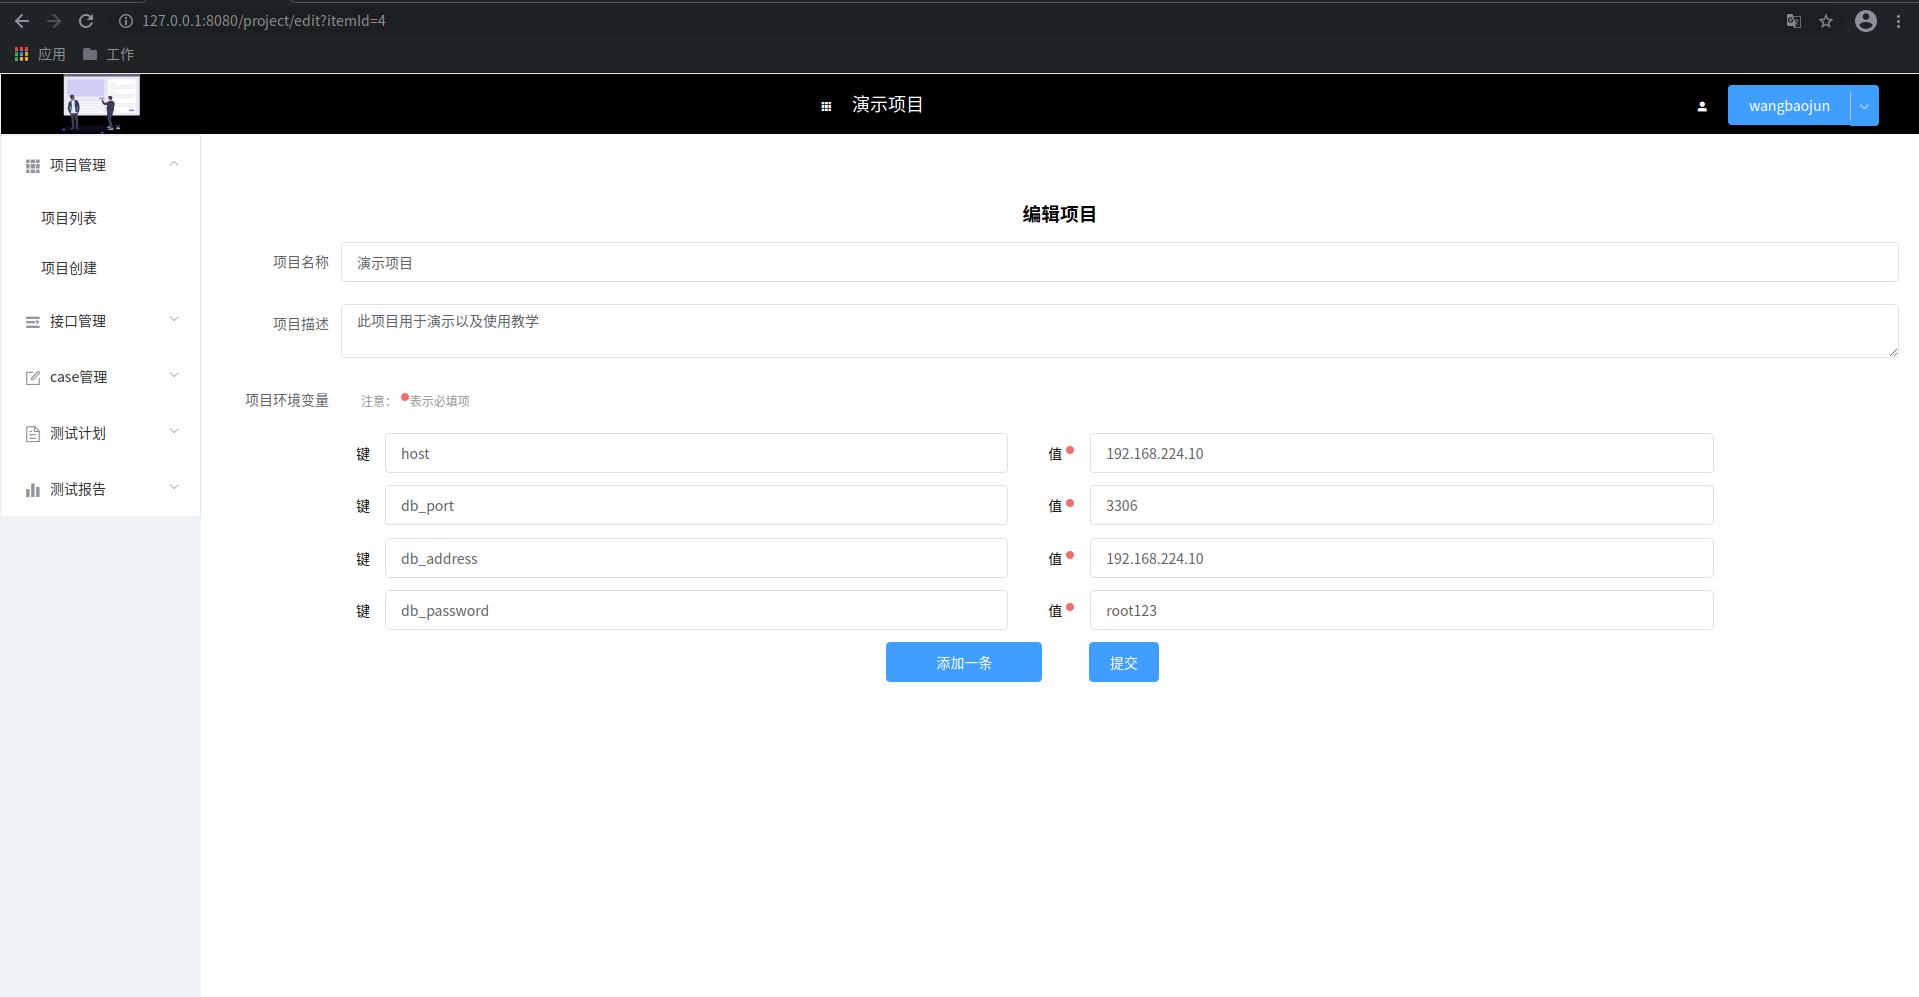 127.0.0.1:8080/project/edit?itemId=4
应用 工作
演示项目 wangbaojun
项目管理
项目列表
项目创建
接口管理
case管理
测试计划
测试报告
编辑项目
项目名称 演示项目
项目描述 此项目用于演示以及使用教学
项目环境变量 注意： 表示必填项
键 host 值 192.168.224.10
键 db_port 值 3306
键 db_address 值 192.168.224.10
键 db_password 值 root123
添加一条 提交